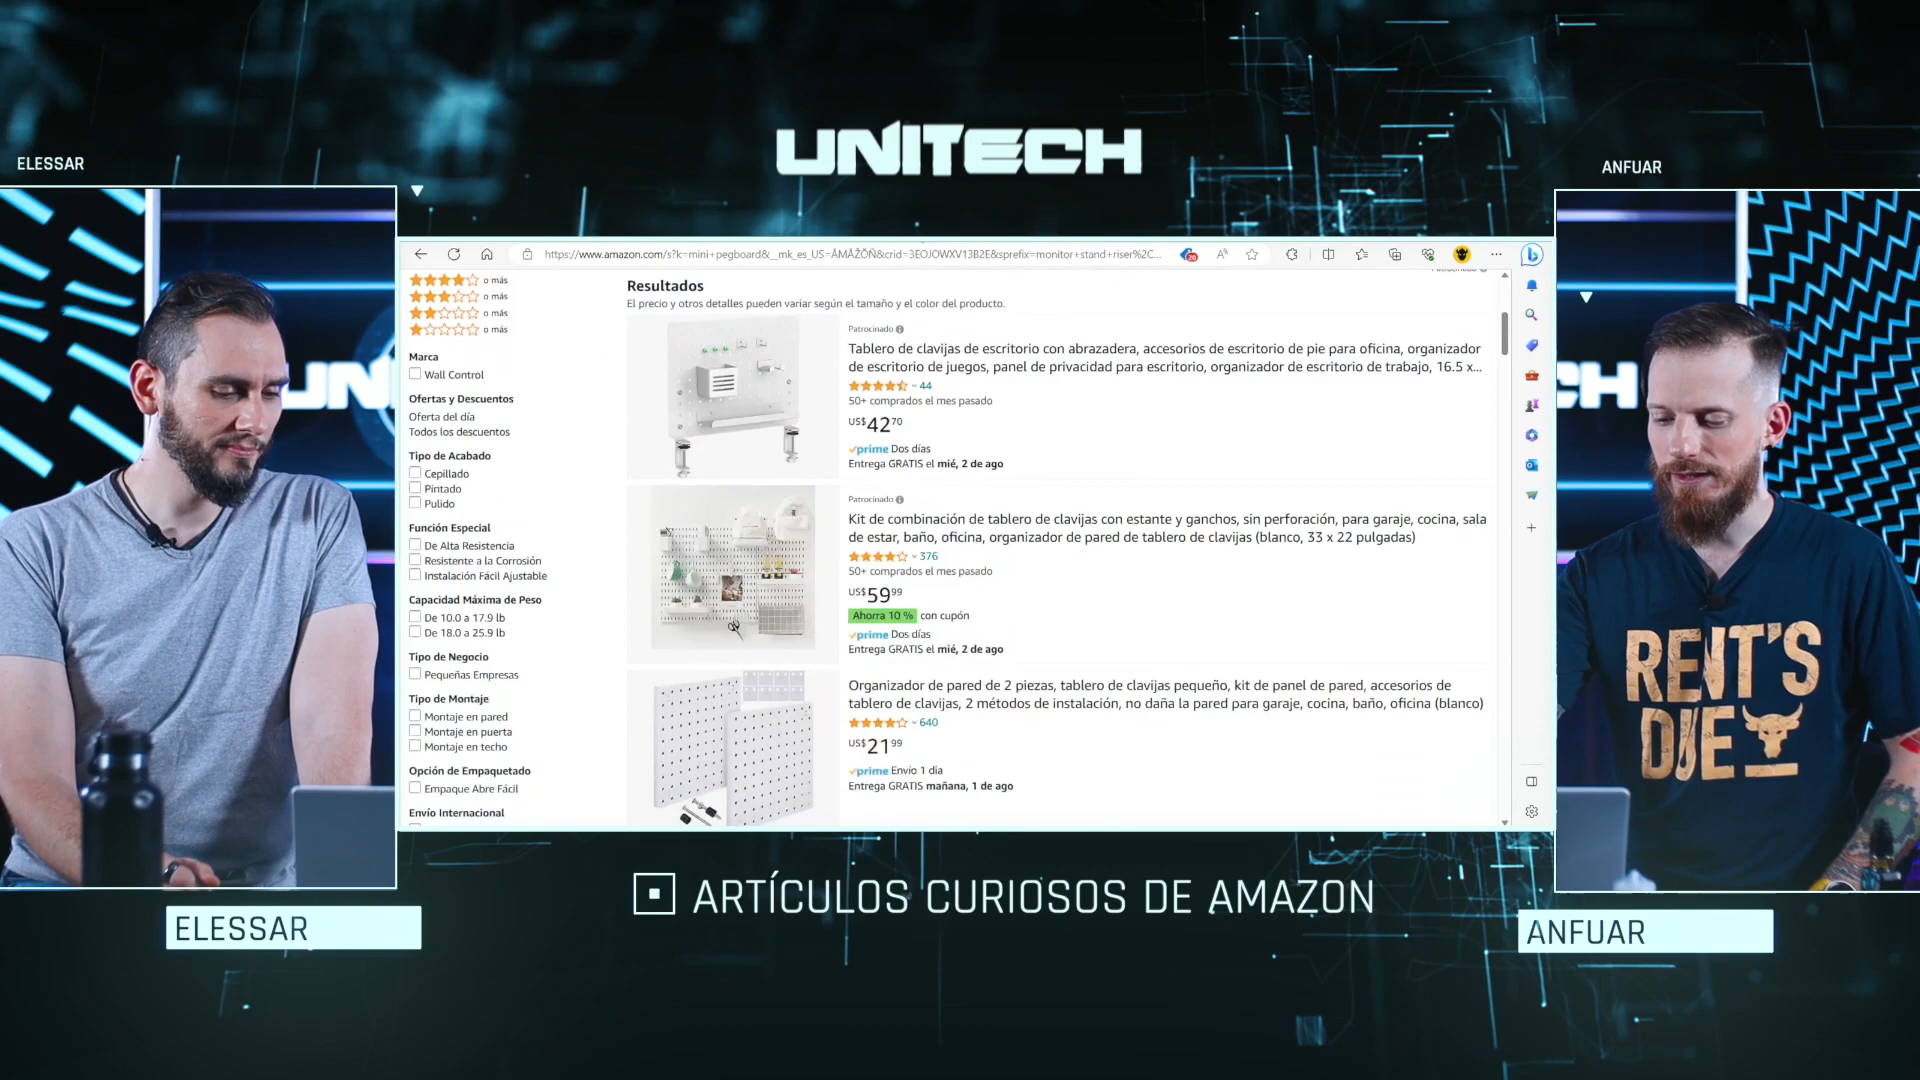 UNITECH
ELESSAR
ANFUAR
https://www.amazon.com/s?k=mini+pegboard&__mk_es_US=ÅMÅŽÕÑ&crid=3EOJOWXV13B2E&sprefix=monitor+stand+riser%2C...
20
o más
o más
o más
o más
Marca
Wall Control
Ofertas y Descuentos
Oferta del día
Todos los descuentos
Tipo de Acabado
Cepillado
Pintado
Pulido
Función Especial
De Alta Resistencia
Resistente a la Corrosión
Instalación Fácil Ajustable
Capacidad Máxima de Peso
De 10.0 a 17.9 lb
De 18.0 a 25.9 lb
Tipo de Negocio
Pequeñas Empresas
Tipo de Montaje
Montaje en pared
Montaje en puerta
Montaje en techo
Opción de Empaquetado
Empaque Abre Fácil
Envío Internacional
Resultados
El precio y otros detalles pueden variar según el tamaño y el color del producto.
Patrocinado
Tablero de clavijas de escritorio con abrazadera, accesorios de escritorio de pie para oficina, organizador
de escritorio de juegos, panel de privacidad para escritorio, organizador de escritorio de trabajo, 16.5 x...
44
50+ comprados el mes pasado
US$42.70
prime Dos días
Entrega GRATIS el mié, 2 de ago
Patrocinado
Kit de combinación de tablero de clavijas con estante y ganchos, sin perforación, para garaje, cocina, sala
de estar, baño, oficina, organizador de pared de tablero de clavijas (blanco, 33 x 22 pulgadas)
376
50+ comprados el mes pasado
US$59.99
Ahorra 10 % con cupón
prime Dos días
Entrega GRATIS el mié, 2 de ago
Organizador de pared de 2 piezas, tablero de clavijas pequeño, kit de panel de pared, accesorios de
tablero de clavijas, 2 métodos de instalación, no daña la pared para garaje, cocina, baño, oficina (blanco)
640
US$21.99
prime Envío 1 día
Entrega GRATIS mañana, 1 de ago
RENT'S
DUE
ARTÍCULOS CURIOSOS DE AMAZON
ELESSAR
ANFUAR